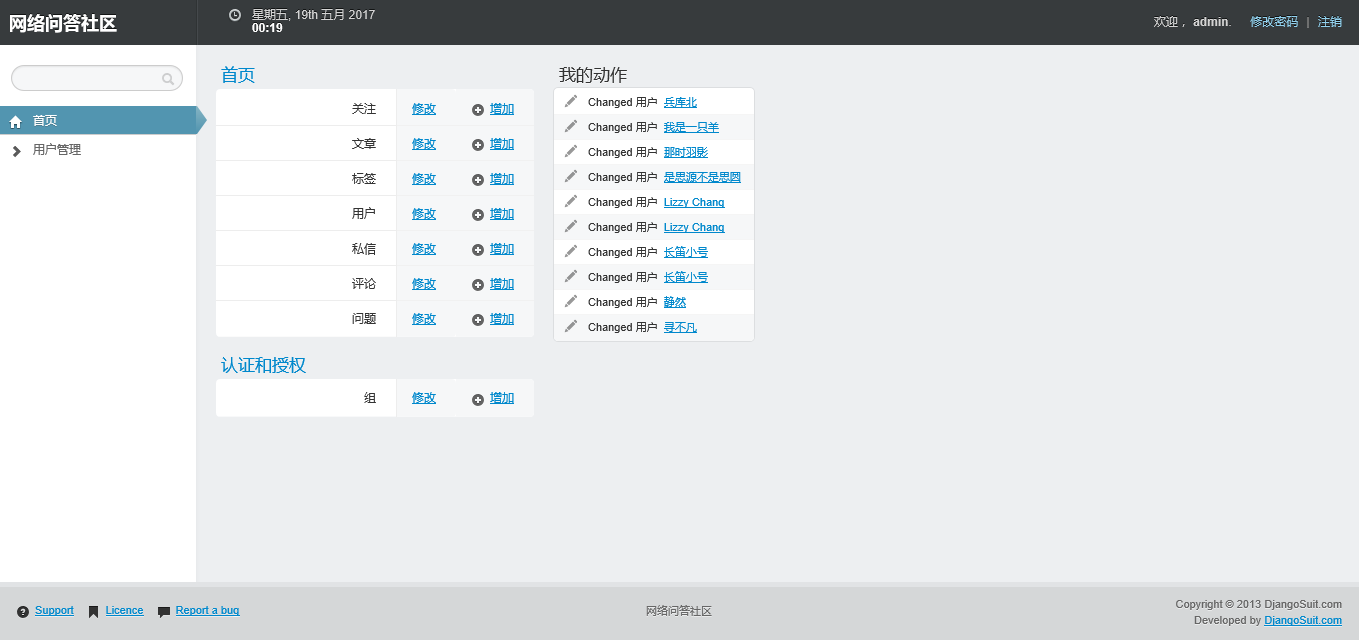 网络问答社区
星期五, 19th 五月 2017
00:19
欢迎， admin. 修改密码 | 注销
首页
用户管理
首页
关注 修改 增加
文章 修改 增加
标签 修改 增加
用户 修改 增加
私信 修改 增加
评论 修改 增加
问题 修改 增加
认证和授权
组 修改 增加
我的动作
Changed 用户 兵库北
Changed 用户 我是一只羊
Changed 用户 那时羽影
Changed 用户 是思源不是思圆
Changed 用户 Lizzy Chang
Changed 用户 Lizzy Chang
Changed 用户 长笛小号
Changed 用户 长笛小号
Changed 用户 静然
Changed 用户 寻不凡
Support Licence Report a bug
网络问答社区
Copyright © 2013 DjangoSuit.com
Developed by DjangoSuit.com